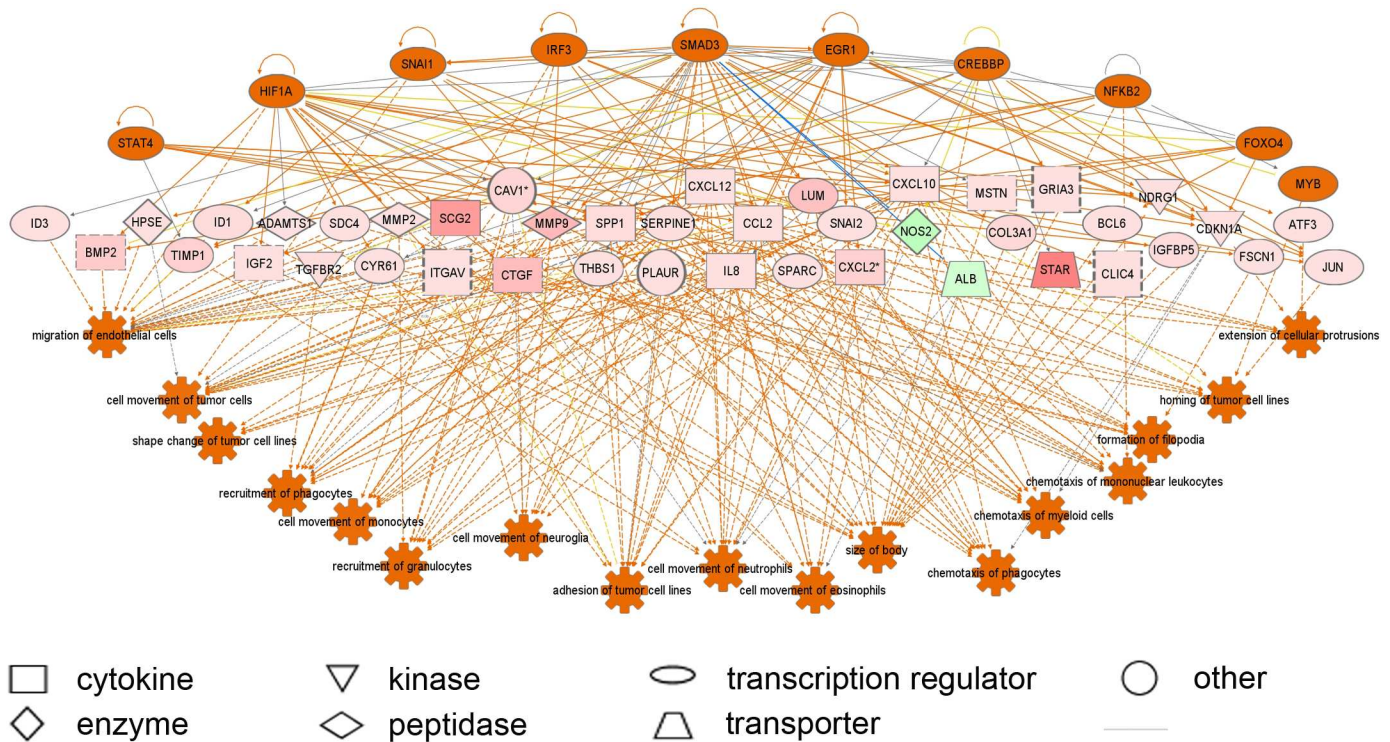 SMAD3
IRF3
EGR1
SNAI1
CREBBP
HIF1A
NFKB2
STAT4
FOXO4
MYB
CAV1*
CXCL12
CXCL10
MSTN
GRIA3
NDRG1
LUM
ID3
HPSE
ID1
ADAMTS1
SDC4
MMP2
SCG2
MMP9
SPP1
SERPINE1
CCL2
SNAI2
NOS2
COL3A1
BCL6
CDKN1A
ATF3
BMP2
TIMP1
IGF2
TGFBR2
CYR61
ITGAV
CTGF
THBS1
PLAUR
IL8
SPARC
CXCL2*
ALB
STAR
CLIC4
IGFBP5
FSCN1
JUN
migration of endothelial cells
extension of cellular protrusions
cell movement of tumor cells
homing of tumor cell lines
shape change of tumor cell lines
formation of filopodia
recruitment of phagocytes
chemotaxis of mononuclear leukocytes
cell movement of monocytes
chemotaxis of myeloid cells
cell movement of neuroglia
size of body
recruitment of granulocytes
cell movement of neutrophils
chemotaxis of phagocytes
adhesion of tumor cell lines
cell movement of eosinophils
cytokine
kinase
transcription regulator
other
enzyme
peptidase
transporter